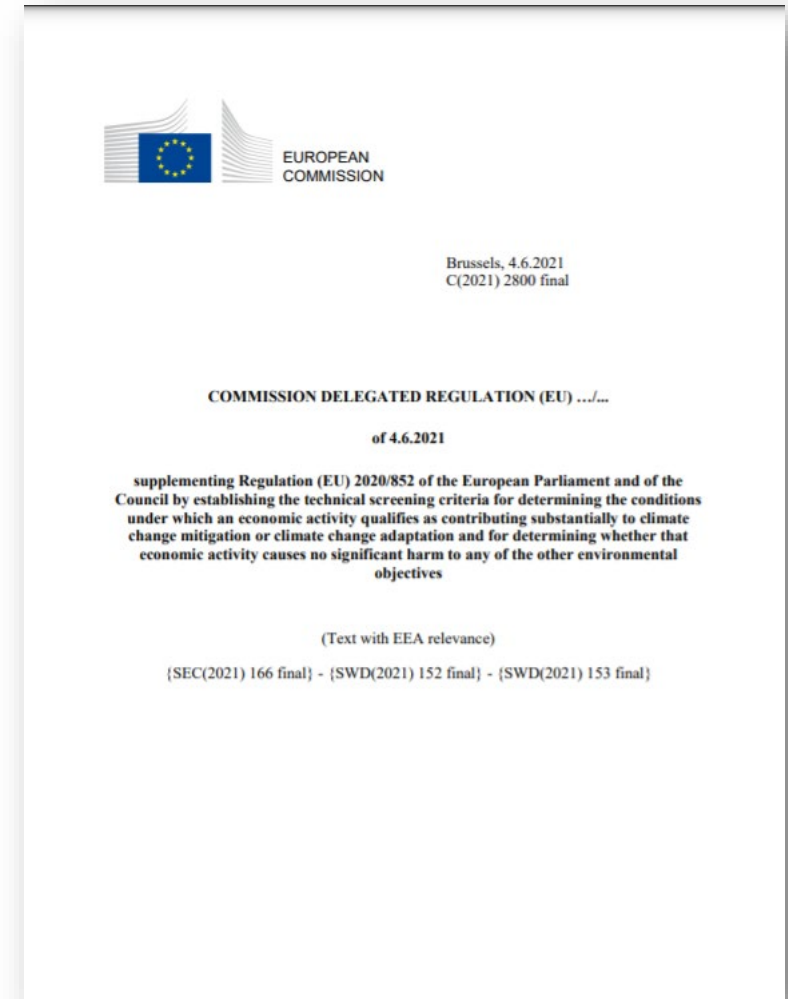 EUROPEAN
COMMISSION
Brussels, 4.6.2021
C(2021) 2800 final
COMMISSION DELEGATED REGULATION (EU) …/...
of 4.6.2021
supplementing Regulation (EU) 2020/852 of the European Parliament and of the
Council by establishing the technical screening criteria for determining the conditions
under which an economic activity qualifies as contributing substantially to climate
change mitigation or climate change adaptation and for determining whether that
economic activity causes no significant harm to any of the other environmental
objectives
(Text with EEA relevance)
{SEC(2021) 166 final} - {SWD(2021) 152 final} - {SWD(2021) 153 final}